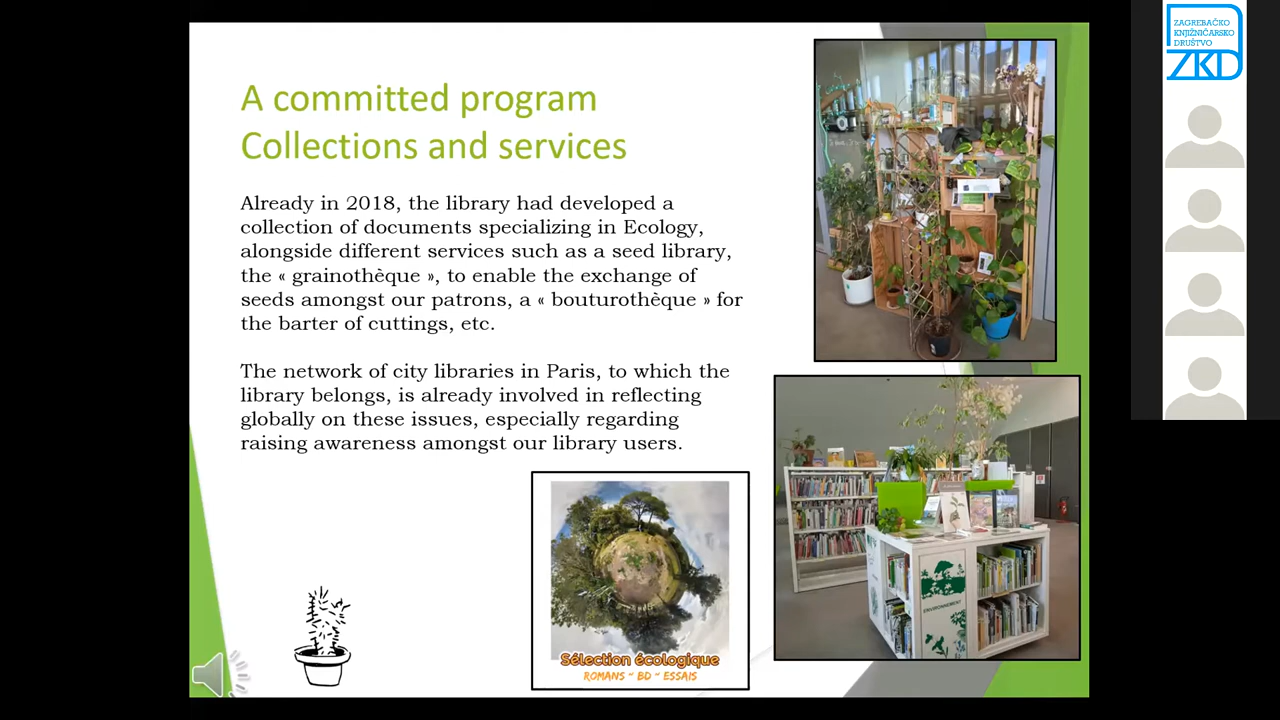 A committed program
Collections and services
Already in 2018, the library had developed a
collection of documents specializing in Ecology,
alongside different services such as a seed library,
the « grainothèque », to enable the exchange of
seeds amongst our patrons, a « bouturothèque » for
the barter of cuttings, etc.
The network of city libraries in Paris, to which the
library belongs, is already involved in reflecting
globally on these issues, especially regarding
raising awareness amongst our library users.
Sélection écologique
ROMANS ~ BD ~ ESSAIS
ENVIRONNEMENT
ZAGREBAČKO
KNJIŽNIČARSKO
DRUŠTVO
ZKD